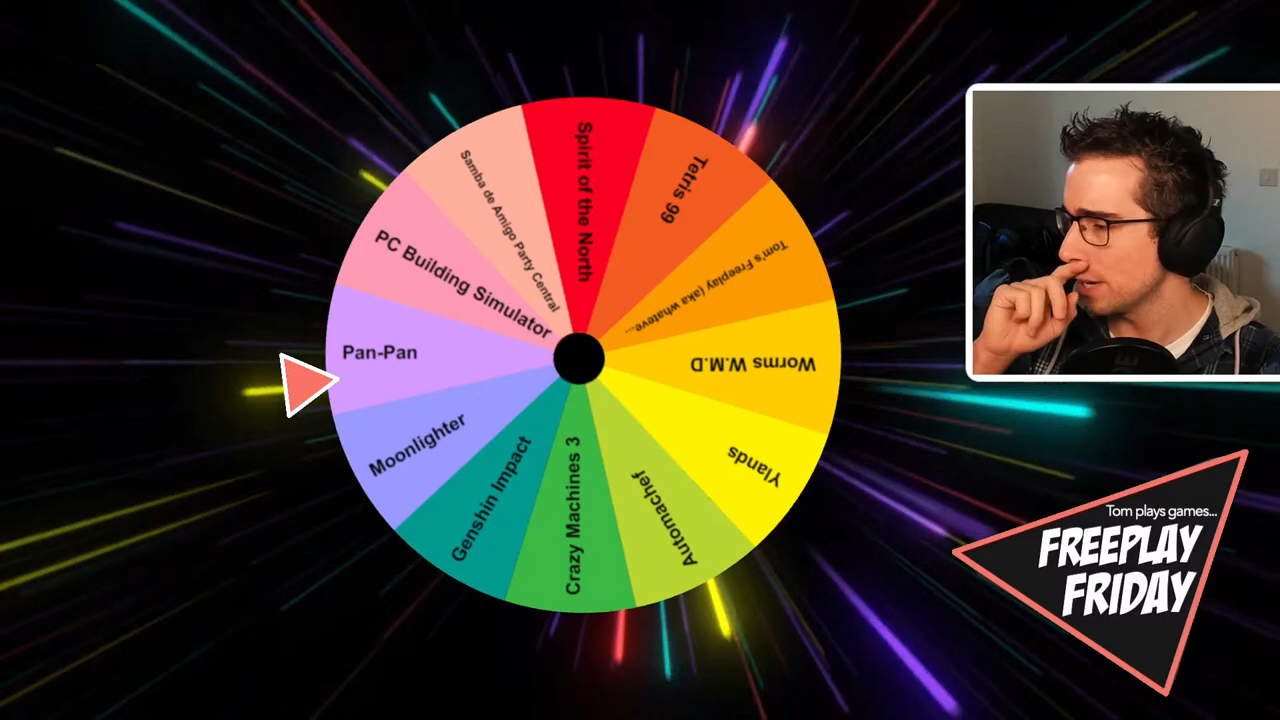 Spirit of the North
Tetris 99
Tom's Freeplay (aka whateve...
Worms W.M.D
Ylands
Automachef
Crazy Machines 3
Genshin Impact
Moonlighter
Pan-Pan
PC Building Simulator
Samba de Amigo Party Central
Tom plays games...
FREEPLAY
FRIDAY